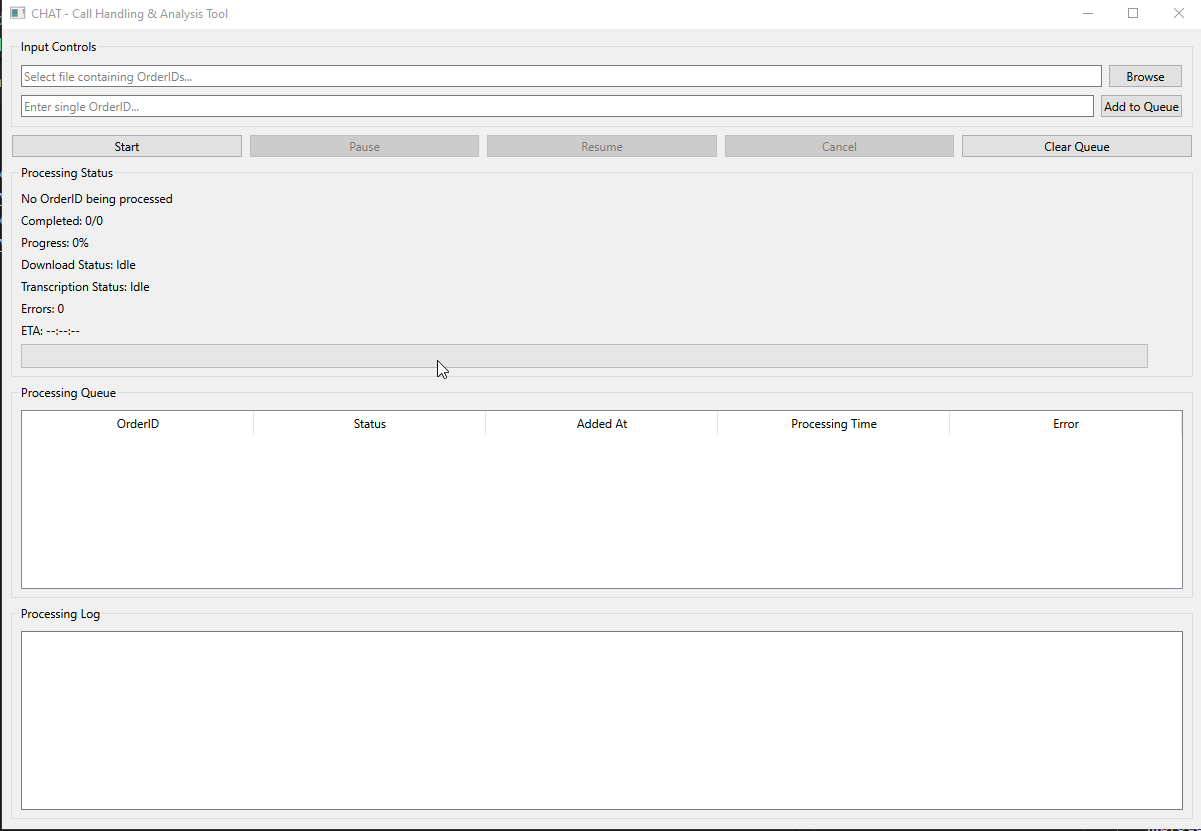 CHAT - Call Handling & Analysis Tool
Input Controls
Select file containing OrderIDs...
Browse
Enter single OrderID...
Add to Queue
Start
Pause
Resume
Cancel
Clear Queue
Processing Status
No OrderID being processed
Completed: 0/0
Progress: 0%
Download Status: Idle
Transcription Status: Idle
Errors: 0
ETA: --:--:--
Processing Queue
OrderID
Status
Added At
Processing Time
Error
Processing Log